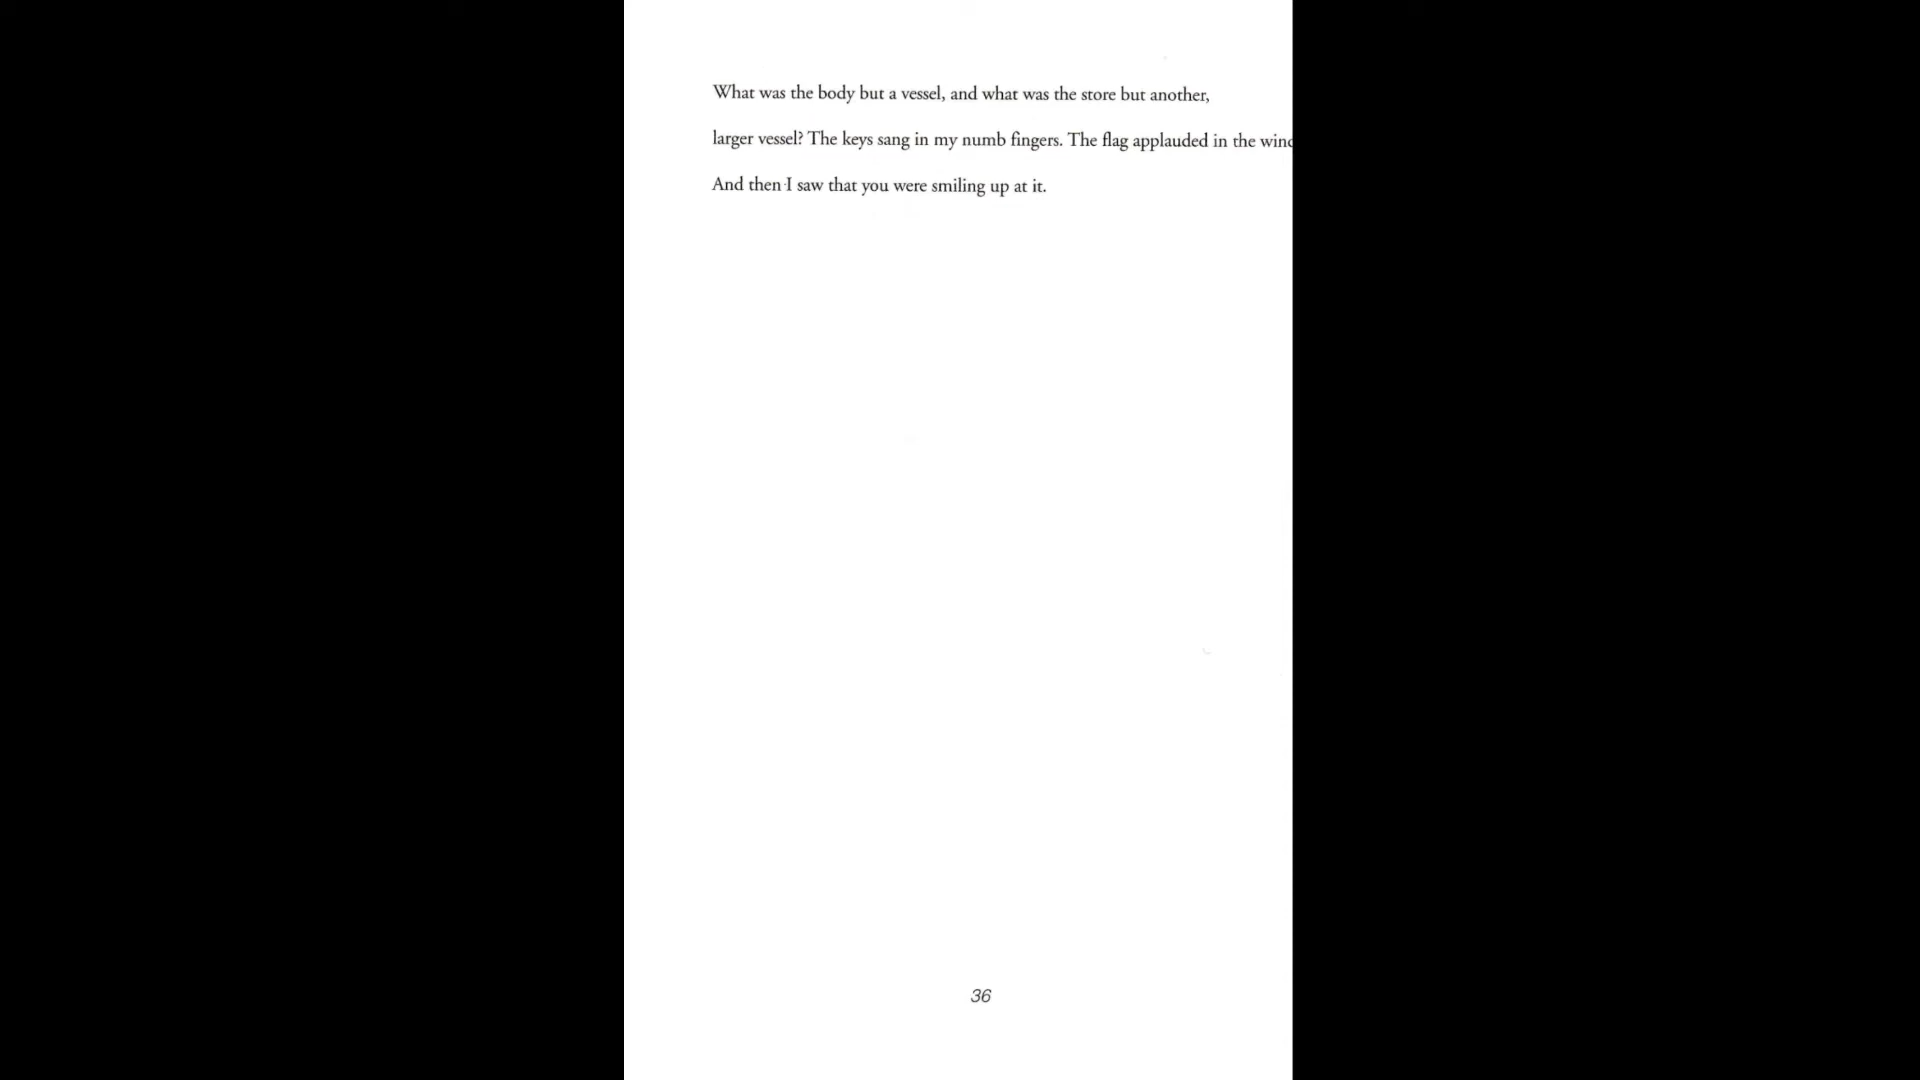 What was the body but a vessel, and what was the store but another,
larger vessel? The keys sang in my numb fingers. The flag applauded in the wind
And then I saw that you were smiling up at it.
36